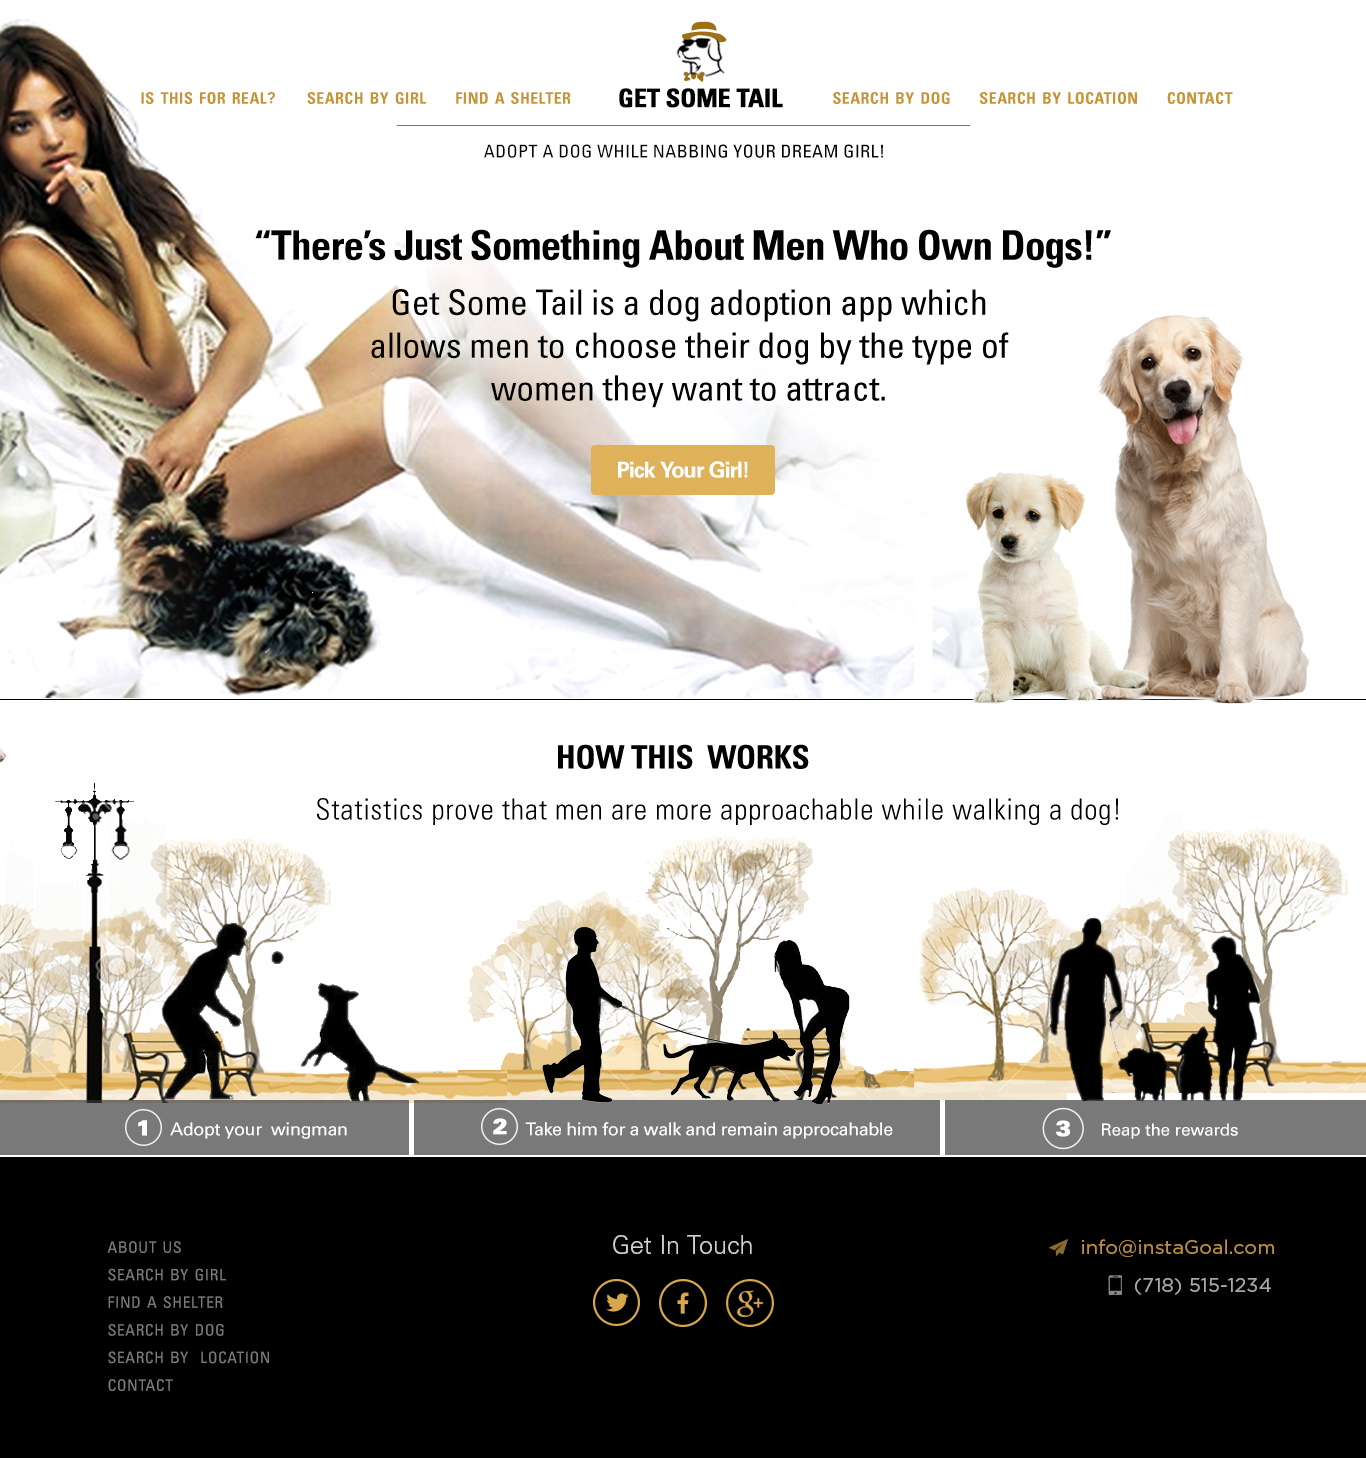 IS THIS FOR REAL?
SEARCH BY GIRL
FIND A SHELTER
GET SOME TAIL
SEARCH BY DOG
SEARCH BY LOCATION
CONTACT
ADOPT A DOG WHILE NABBING YOUR DREAM GIRL!
“There’s Just Something About Men Who Own Dogs!”
Get Some Tail is a dog adoption app which
allows men to choose their dog by the type of
women they want to attract.
Pick Your Girl!
HOW THIS WORKS
Statistics prove that men are more approachable while walking a dog!
1 Adopt your wingman
2 Take him for a walk and remain approcahable
3 Reap the rewards
ABOUT US
SEARCH BY GIRL
FIND A SHELTER
SEARCH BY DOG
SEARCH BY LOCATION
CONTACT
Get In Touch
info@instaGoal.com
(718) 515-1234